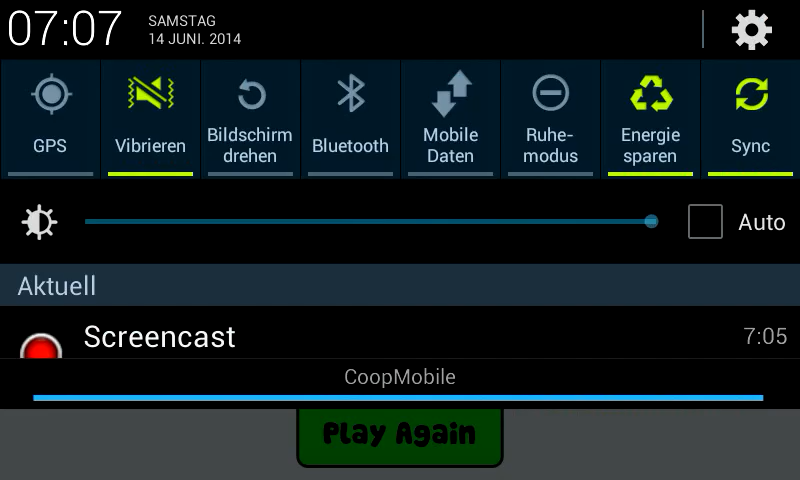 07:07
SAMSTAG
14 JUNI. 2014
GPS
Vibrieren
Bildschirm
drehen
Bluetooth
Mobile
Daten
Ruhe-
modus
Energie
sparen
Sync
Auto
Aktuell
Screencast
7:05
CoopMobile
Play Again